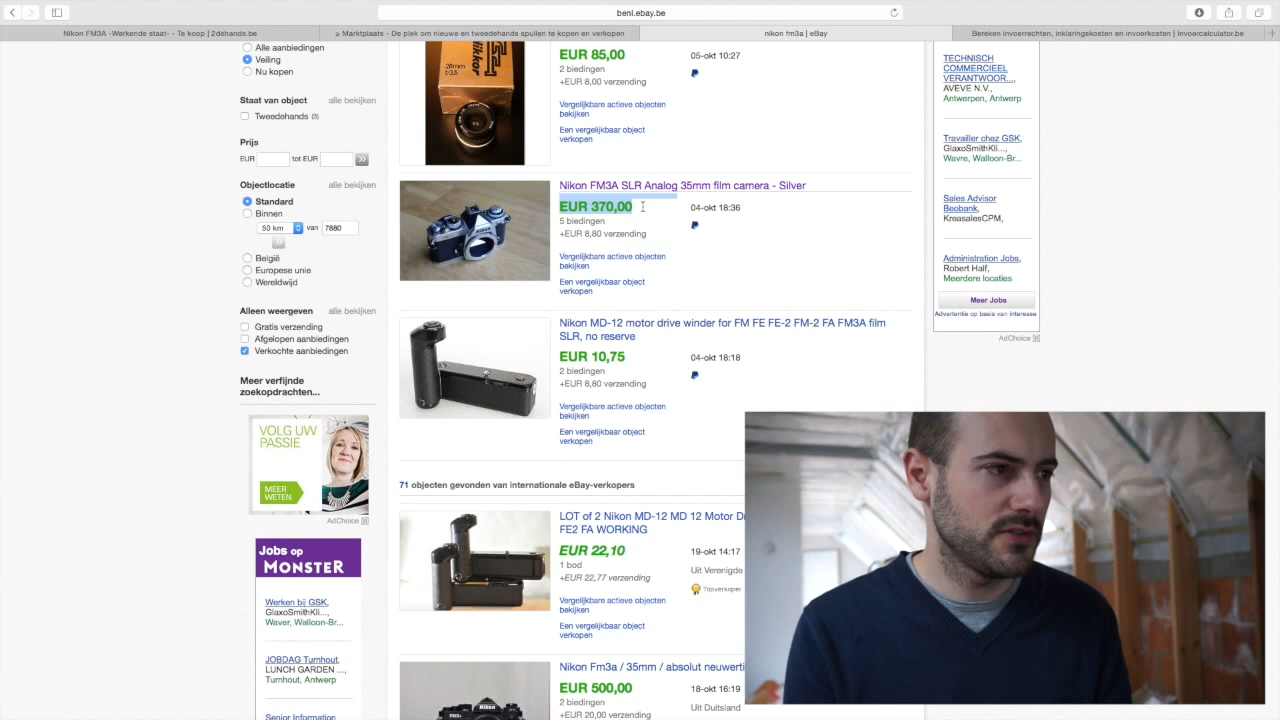 benl.ebay.be
Nikon FM3A -Werkende staat- - Te koop | 2dehands.be
≥ Marktplaats - De plek om nieuwe en tweedehands spullen te kopen en verkopen
nikon fm3a | eBay
Bereken invoerrechten, inklaringskosten en invoerkosten | Invoercalculator.be
Alle aanbiedingen
Veiling
Nu kopen
Staat van object
alle bekijken
Tweedehands (9)
Prijs
EUR
tot EUR
Objectlocatie
alle bekijken
Standard
Binnen
50 km
van
7880
België
Europese unie
Wereldwijd
Alleen weergeven
alle bekijken
Gratis verzending
Afgelopen aanbiedingen
Verkochte aanbiedingen
Meer verfijnde
zoekopdrachten...
VOLG UW
PASSIE
MEER
WETEN
AdChoice
Jobs op
MONSTER
Werken bij GSK,
GlaxoSmithKli...,
Waver, Walloon-Br...
JOBDAG Turnhout,
LUNCH GARDEN ...,
Turnhout, Antwerp
Senior Information
28mm
f/3.5
EUR 85,00
05-okt 10:27
2 biedingen
+EUR 8,00 verzending
Vergelijkbare actieve objecten
bekijken
Een vergelijkbaar object
verkopen
Nikon FM3A SLR Analog 35mm film camera - Silver
EUR 370,00
04-okt 18:36
5 biedingen
+EUR 8,80 verzending
Vergelijkbare actieve objecten
bekijken
Een vergelijkbaar object
verkopen
Nikon MD-12 motor drive winder for FM FE FE-2 FM-2 FA FM3A film
SLR, no reserve
EUR 10,75
04-okt 18:18
2 biedingen
+EUR 8,80 verzending
Vergelijkbare actieve objecten
bekijken
Een vergelijkbaar object
verkopen
71 objecten gevonden van internationale eBay-verkopers
LOT of 2 Nikon MD-12 MD 12 Motor Dr
FE2 FA WORKING
EUR 22,10
19-okt 14:17
1 bod
Uit Verenigde
+EUR 22,77 verzending
Topverkoper
Vergelijkbare actieve objecten
bekijken
Een vergelijkbaar object
verkopen
Nikon Fm3a / 35mm / absolut neuwerti
EUR 500,00
18-okt 16:19
2 biedingen
Uit Duitsland
+EUR 20,00 verzending
Nikon
TECHNISCH
COMMERCIEEL
VERANTWOOR...,
AVEVE N.V.,
Antwerpen, Antwerp
Travailler chez GSK,
GlaxoSmithKli...,
Wavre, Walloon-Br...
Sales Advisor
Beobank,
KreasalesCPM,
Administration Jobs,
Robert Half,
Meerdere locaties
Meer Jobs
Advertentie op basis van interesse
AdChoice